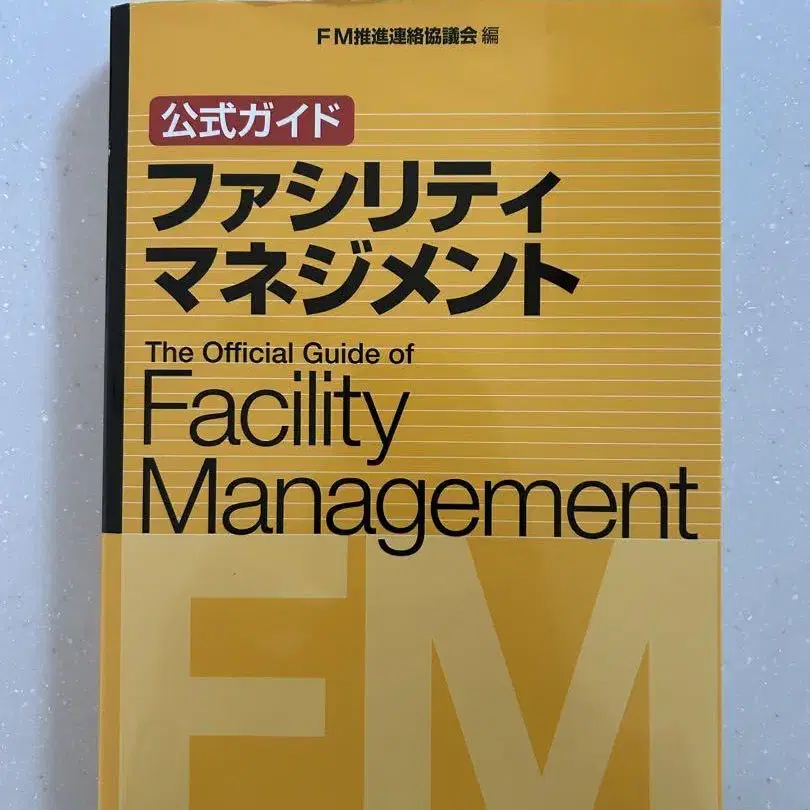 FM推進連絡協議会 編
公式ガイド
ファシリティ
マネジメント
The Official Guide of
Facility
Management
FM